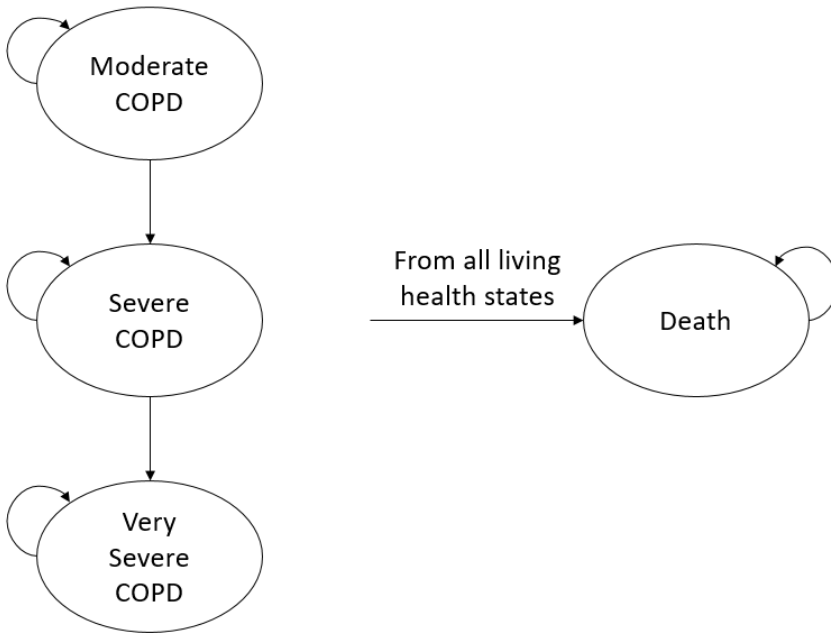 Moderate
COPD
Severe
COPD
Very
Severe
COPD
From all living
health states
Death